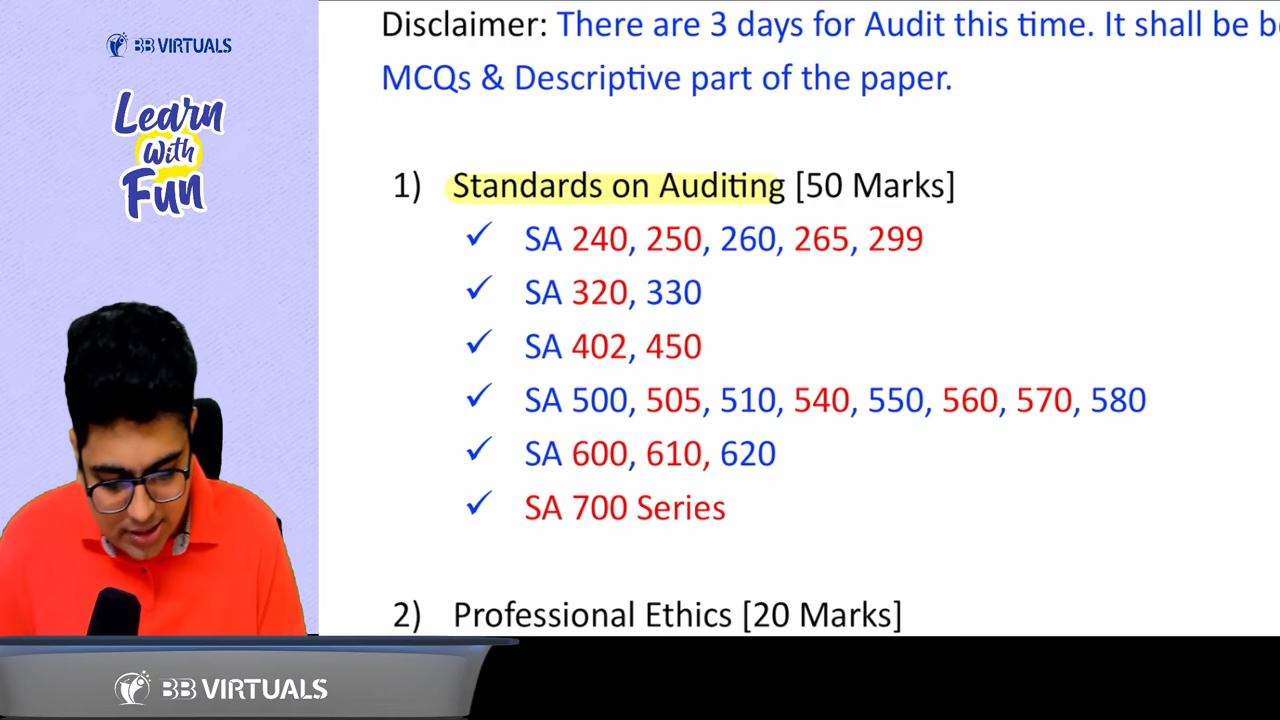 BB VIRTUALS
Learn
With
Fun
Disclaimer: There are 3 days for Audit this time. It shall be
MCQs & Descriptive part of the paper.
1) Standards on Auditing [50 Marks]
✓ SA 240, 250, 260, 265, 299
✓ SA 320, 330
✓ SA 402, 450
✓ SA 500, 505, 510, 540, 550, 560, 570, 580
✓ SA 600, 610, 620
✓ SA 700 Series
2) Professional Ethics [20 Marks]
BB VIRTUALS